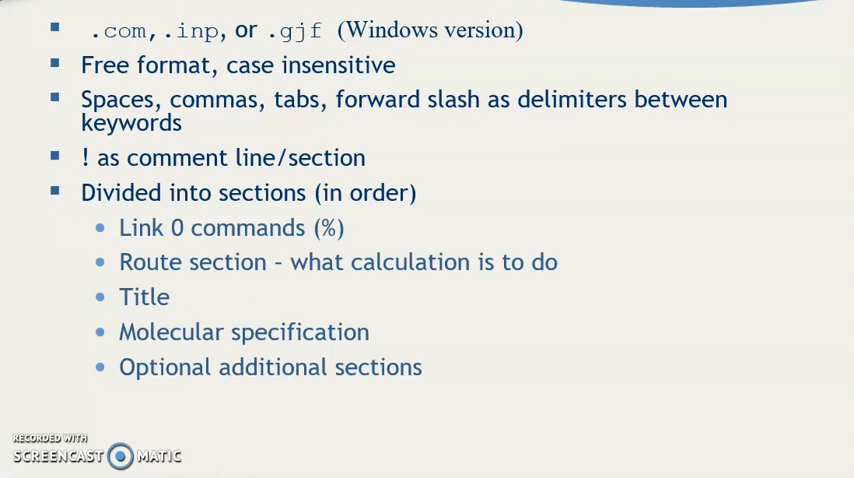 .com, .inp, or .gjf (Windows version)
Free format, case insensitive
Spaces, commas, tabs, forward slash as delimiters between
keywords
! as comment line/section
Divided into sections (in order)
Link 0 commands (%)
Route section – what calculation is to do
Title
Molecular specification
Optional additional sections
RECORDED WITH
SCREENCAST MATIC